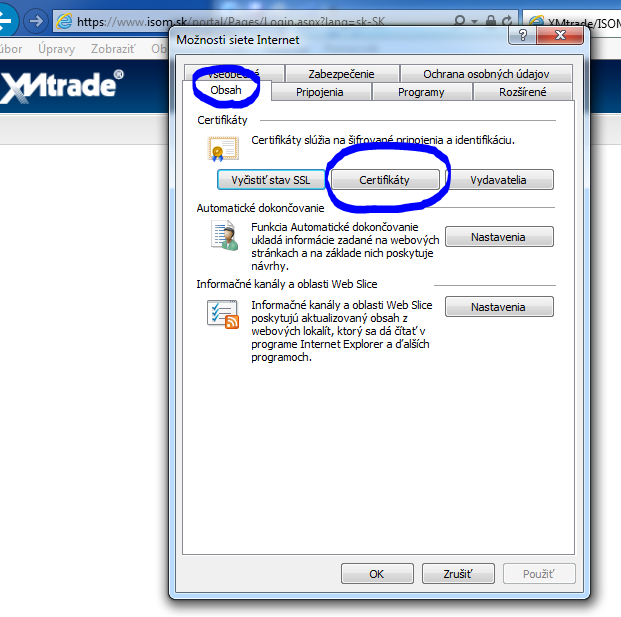 https://www.isom.sk/portal/Pages/Login.aspx?lang=sk-SK
XMtrade/ISOM
úbor Úpravy Zobraziť Ob
XMtrade®
Možnosti siete Internet
Všeobecné Zabezpečenie Ochrana osobných údajov
Obsah Pripojenia Programy Rozšírené
Certifikáty
Certifikáty slúžia na šifrované pripojenia a identifikáciu.
Vyčistiť stav SSL Certifikáty Vydavatelia
Automatické dokončovanie
Funkcia Automatické dokončovanie
ukladá informácie zadané na webových
stránkach a na základe nich poskytuje
návrhy.
Nastavenia
Informačné kanály a oblasti Web Slice
Informačné kanály a oblasti Web Slice
poskytujú aktualizovaný obsah z
webových lokalít, ktorý sa dá čítať v
programe Internet Explorer a ďalších
programoch.
Nastavenia
OK Zrušiť Použiť